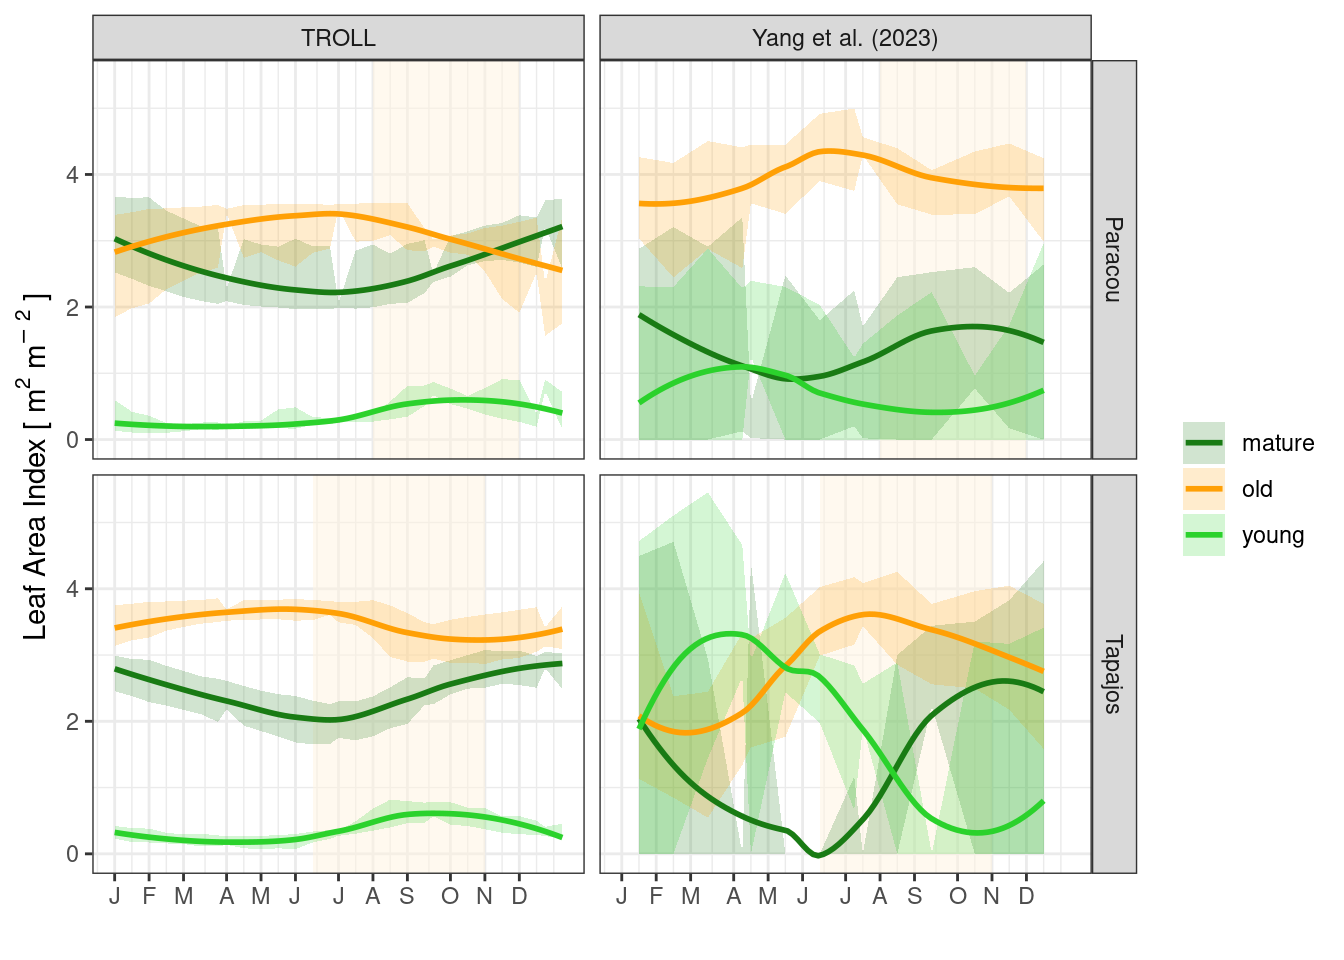 TROLL
Yang et al. (2023)
Leaf Area Index [ m² m⁻² ]
4
2
0
Paracou
4
2
0
Tapajos
J F M A M J J A S O N D
J F M A M J J A S O N D
mature
old
young